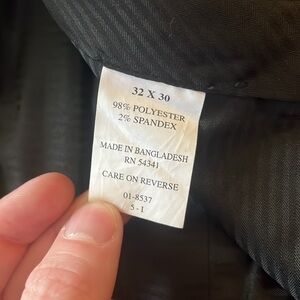 32 X 30
98% POLYESTER
2% SPANDEX
MADE IN BANGLADESH
RN 54341
CARE ON REVERSE
01-8537
5 - 1